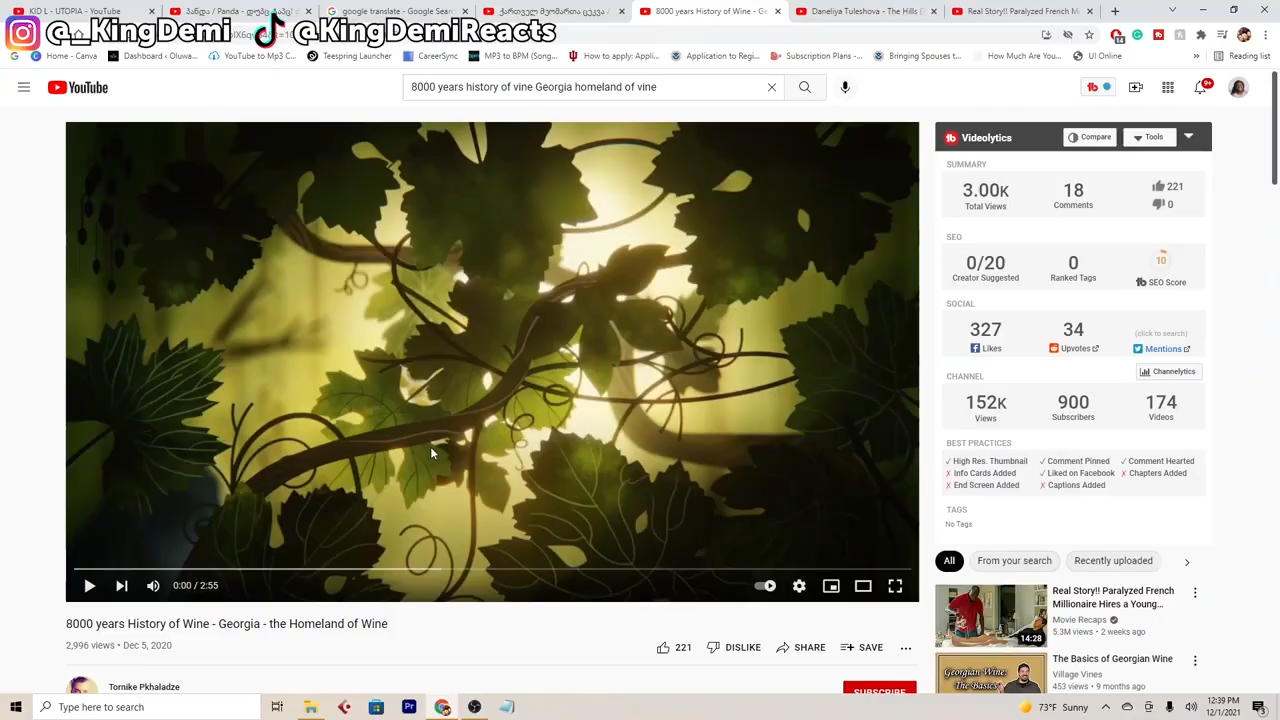 KID L - YouTube
google translate - Google Sear
8000 years History of Wine - Ge
Daneliya Tuleshova - The Hills
Real Story!! Paralyzed French M
@_KingDemi @KingDemiReacts
Home - Canva
Dashboard ‹ Oluwa...
YouTube to Mp3 C...
Teespring Launcher
CareerSync
MP3 to BPM (Song...
How to apply: Appli...
Application to Regi...
Subscription Plans -...
Bringing Spouses t...
How Much Are You...
UI Online
»
Reading list
YouTube
8000 years history of vine Georgia homeland of vine
9+
Videolytics
Compare
Tools
SUMMARY
3.00K
18
221
Total Views
Comments
0
SEO
0/20
0
10
Creator Suggested
Ranked Tags
SEO Score
SOCIAL
327
34
(click to search)
Likes
Upvotes
Mentions
CHANNEL
Channelytics
152K
900
174
Views
Subscribers
Videos
BEST PRACTICES
✓ High Res. Thumbnail
✓ Comment Pinned
✓ Comment Hearted
✗ Info Cards Added
✓ Liked on Facebook
✗ Chapters Added
✗ End Screen Added
✗ Captions Added
TAGS
No Tags
All
From your search
Recently uploaded
0:00 / 2:55
8000 years History of Wine - Georgia - the Homeland of Wine
2,996 views • Dec 5, 2020
221
DISLIKE
SHARE
SAVE
Tornike Pkhaladze
SUBSCRIBE
Real Story!! Paralyzed French
Millionaire Hires a Young...
Movie Recaps
5.3M views • 2 weeks ago
14:28
The Basics of Georgian Wine
Village Vines
453 views • 9 months ago
Georgian Wine:
The Basics
Type here to search
73°F Sunny
12:39 PM
12/1/2021